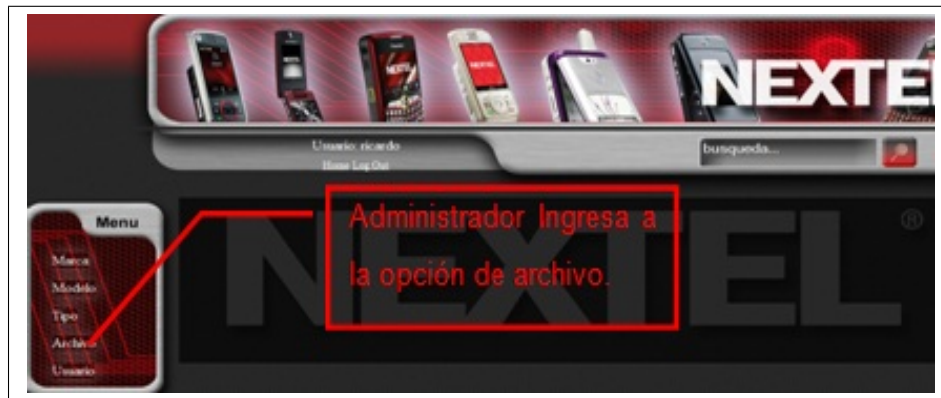 NEXTEL
Usuario: ricardo
Home Log Out
busqueda...
Menu
Marca
Modelo
Tipo
Archivo
Usuario
Administrador Ingresa a
la opción de archivo.
NEXTEL ®